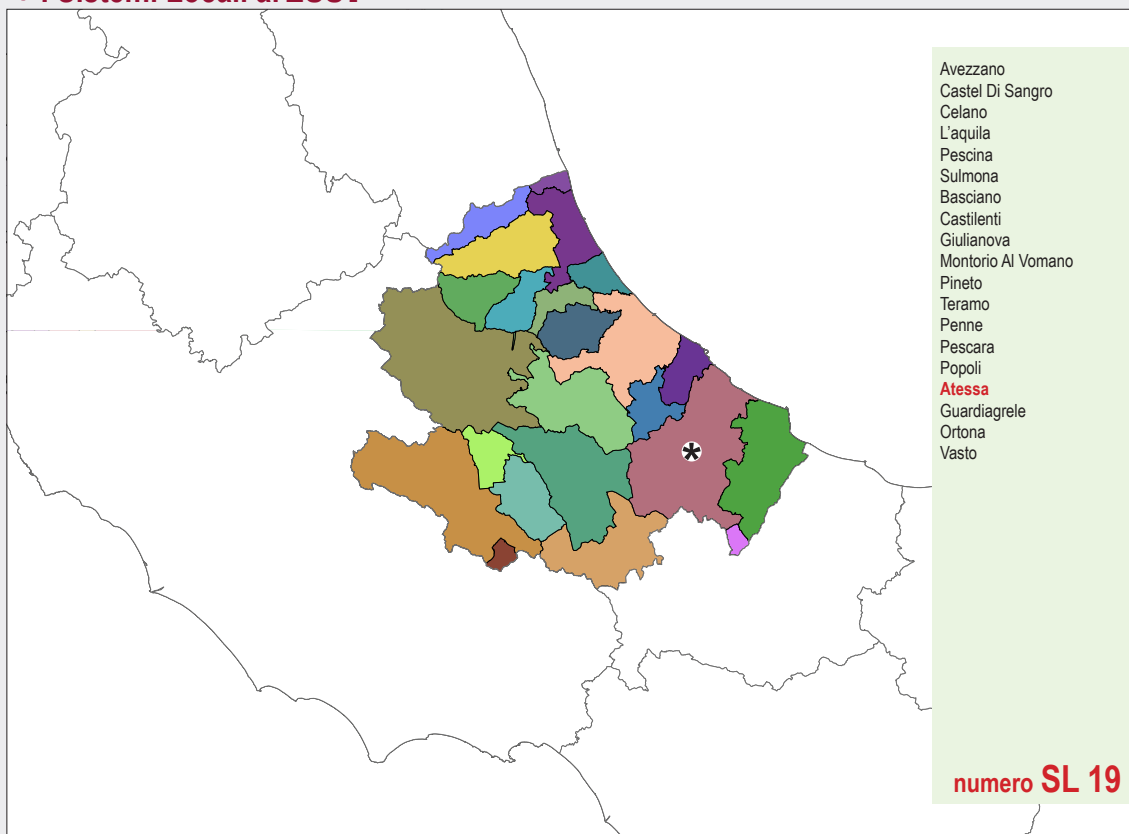 Avezzano
Castel Di Sangro
Celano
L'aquila
Pescina
Sulmona
Basciano
Castilenti
Giulianova
Montorio Al Vomano
Pineto
Teramo
Penne
Pescara
Popoli
Atessa
Guardiagrele
Ortona
Vasto
*
numero SL 19